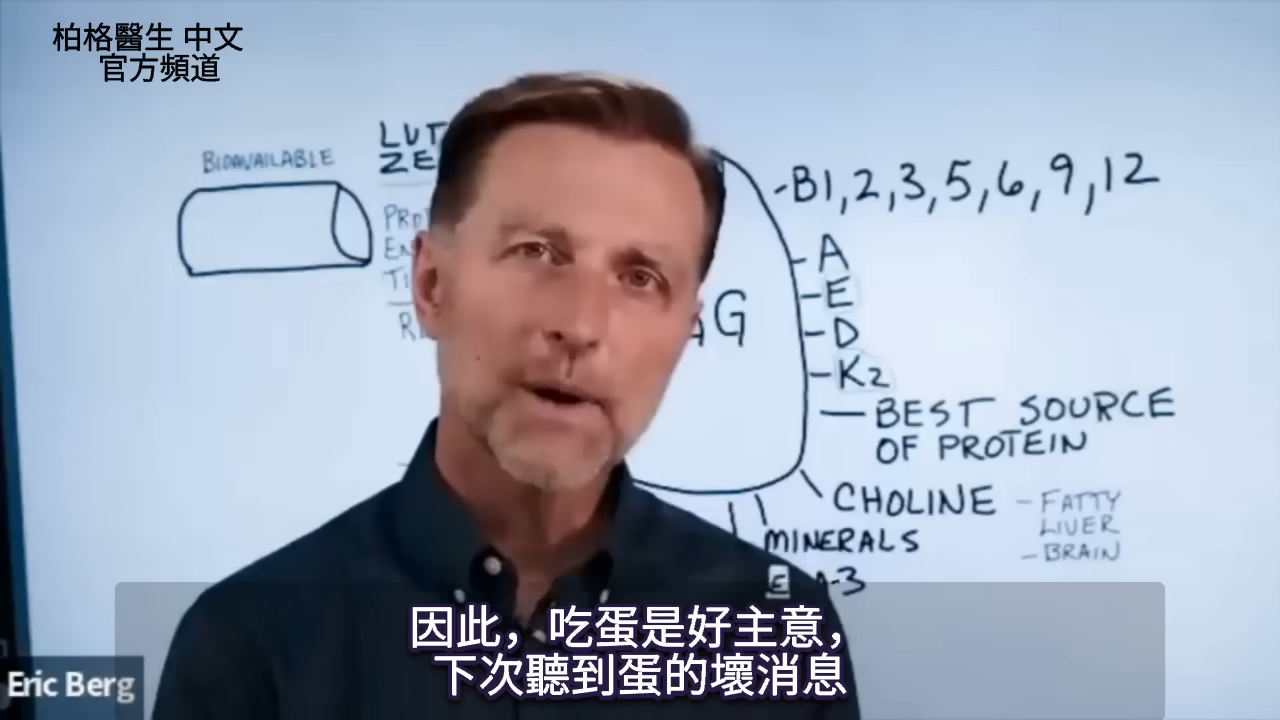 柏格醫生 中文
官方頻道
BIOAVAILABLE
-B1,2,3,5,6,9,12
-A
-E
-D
-K2
— BEST SOURCE
OF PROTEIN
CHOLINE
- FATTY
LIVER
- BRAIN
MINERALS
因此，吃蛋是好主意，
下次聽到蛋的壞消息
Eric Berg